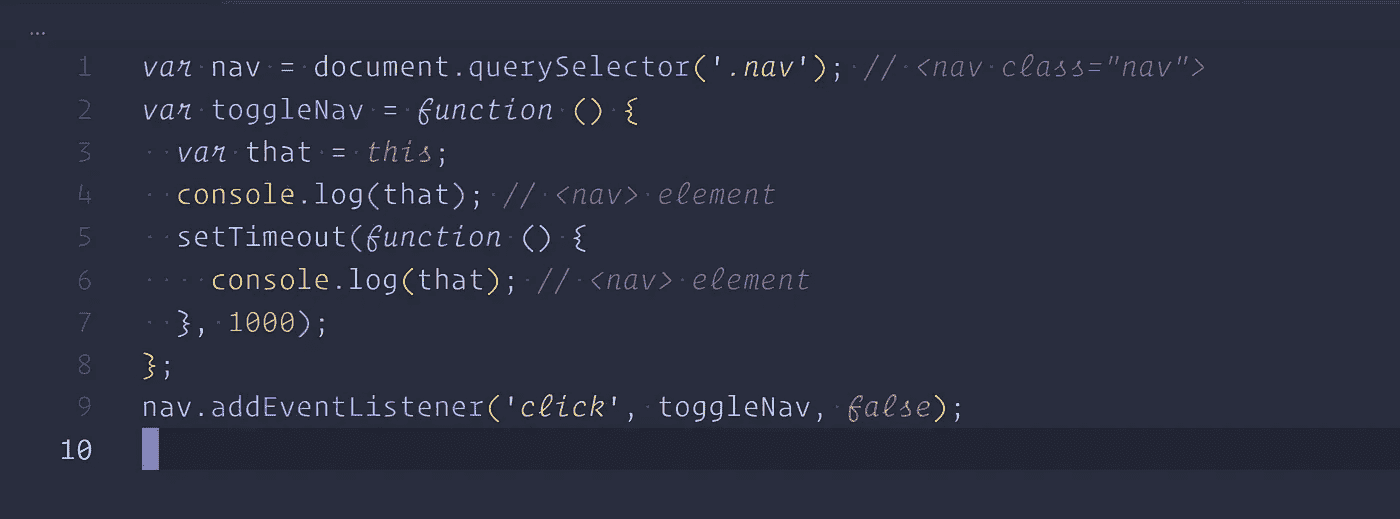 ...
1 var nav = document.querySelector('.nav'); // <nav class="nav">
2 var toggleNav = function () {
3   var that = this;
4   console.log(that); // <nav> element
5   setTimeout(function () {
6     console.log(that); // <nav> element
7   }, 1000);
8 };
9 nav.addEventListener('click', toggleNav, false);
10